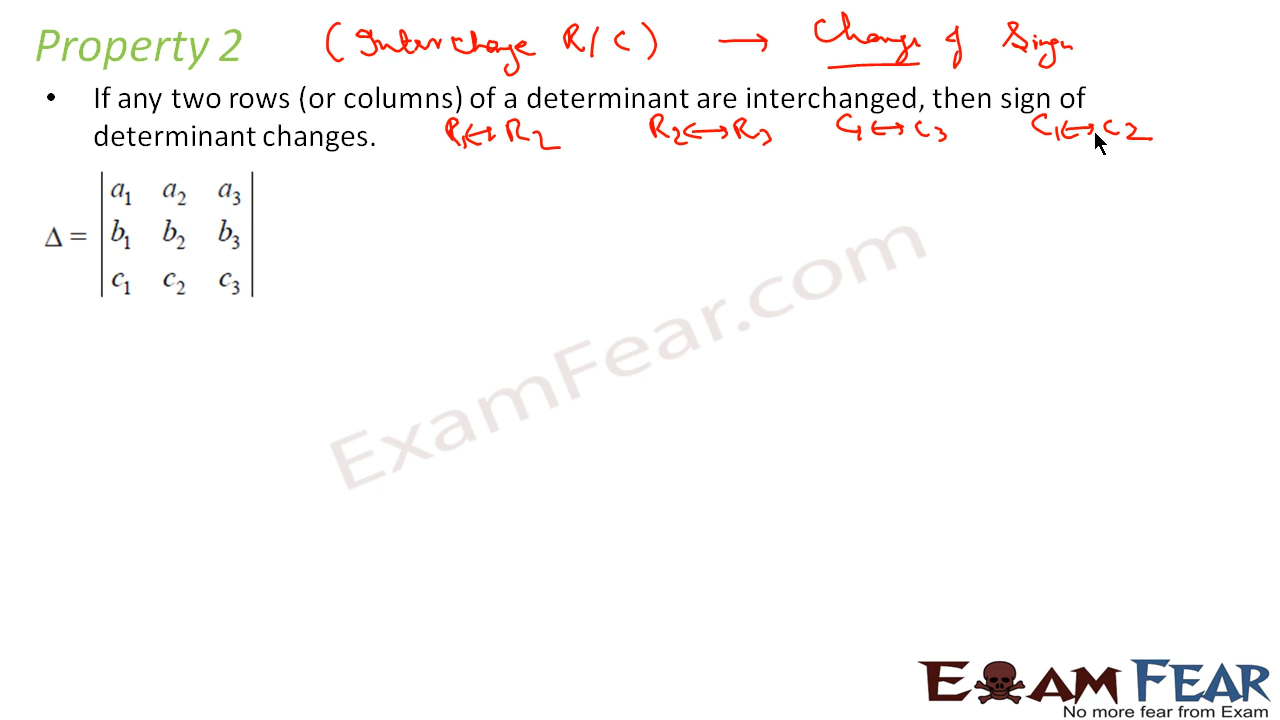 Property 2 (Interchange R/C) → Change of Sign
• If any two rows (or columns) of a determinant are interchanged, then sign of
determinant changes. R₁↔R₂ R₂↔R₃ C₁↔C₃ C₁↔C₂
a₁ a₂ a₃
Δ = b₁ b₂ b₃
c₁ c₂ c₃
ExamFear.com
EXAM FEAR
No more fear from Exam